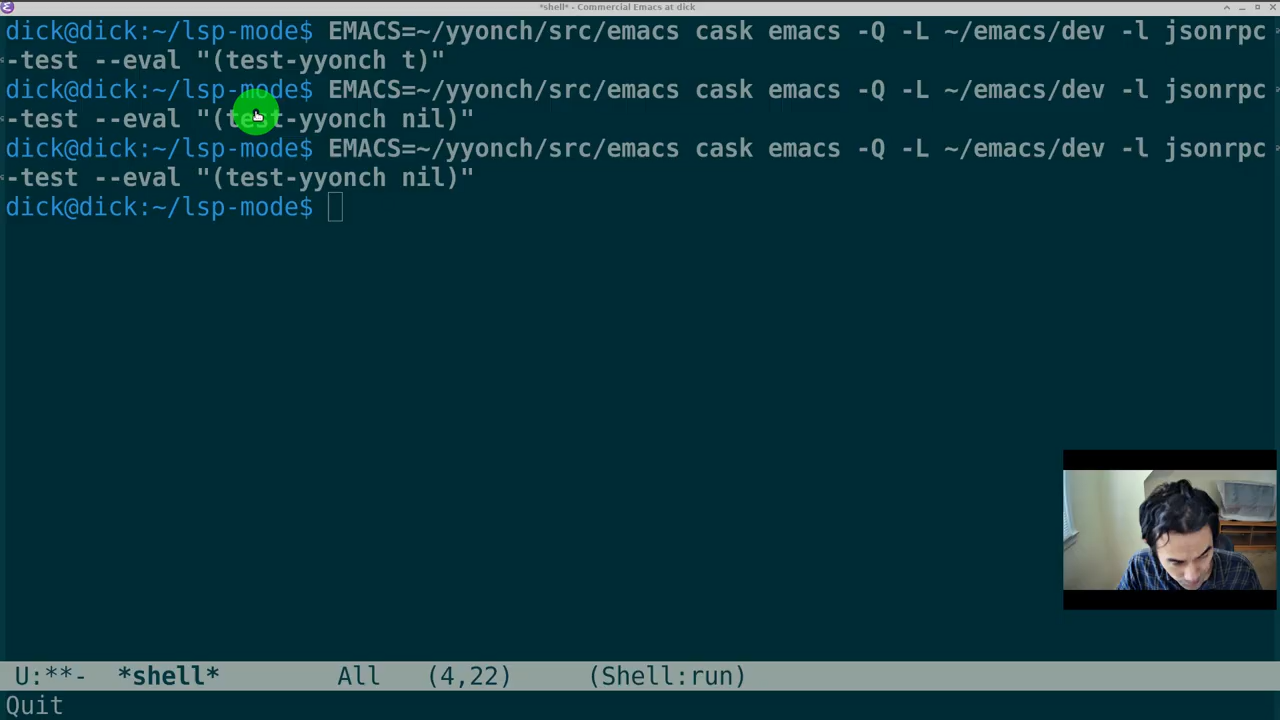 *shell* - Commercial Emacs at dick
dick@dick:~/lsp-mode$ EMACS=~/yyonch/src/emacs cask emacs -Q -L ~/emacs/dev -l jsonrpc
-test --eval "(test-yyonch t)"
dick@dick:~/lsp-mode$ EMACS=~/yyonch/src/emacs cask emacs -Q -L ~/emacs/dev -l jsonrpc
-test --eval "(test-yyonch nil)"
dick@dick:~/lsp-mode$ EMACS=~/yyonch/src/emacs cask emacs -Q -L ~/emacs/dev -l jsonrpc
-test --eval "(test-yyonch nil)"
dick@dick:~/lsp-mode$
U:**- *shell* All (4,22) (Shell:run)
Quit